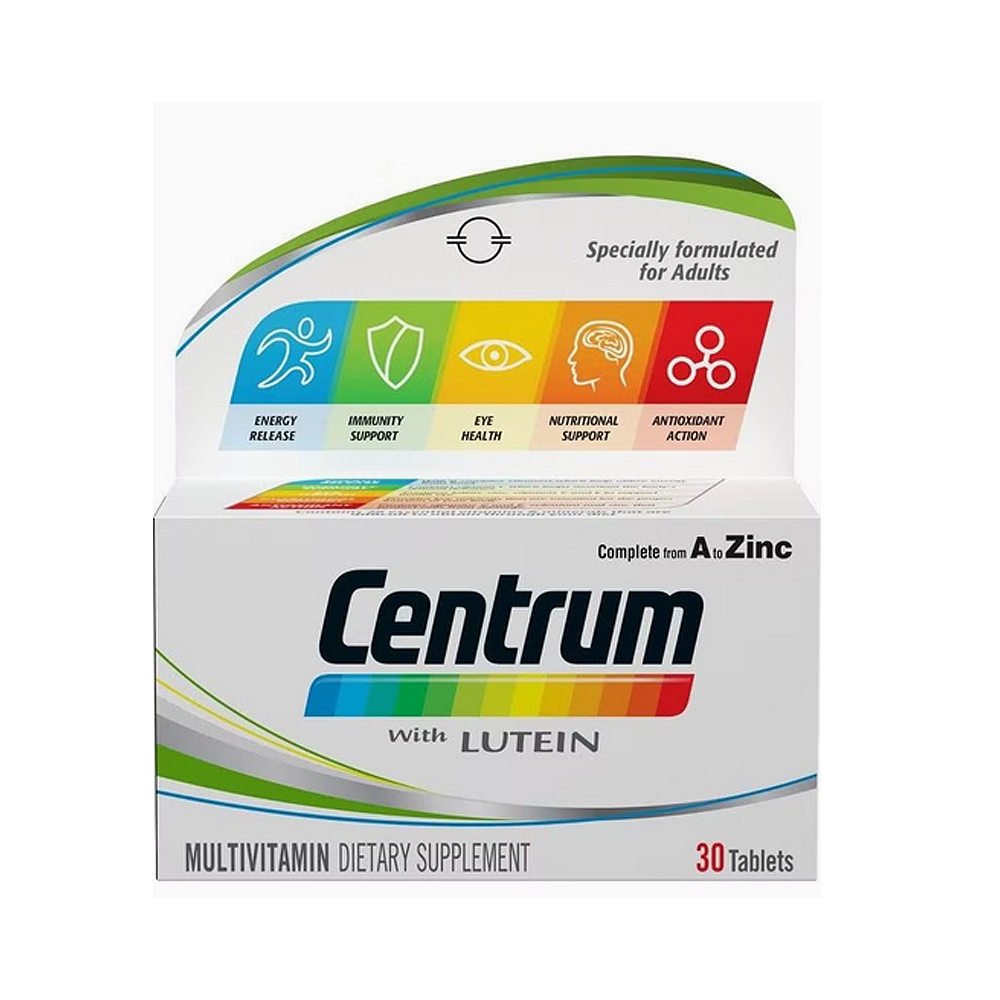 Specially formulated
for Adults
ENERGY
RELEASE
IMMUNITY
SUPPORT
EYE
HEALTH
NUTRITIONAL
SUPPORT
ANTIOXIDANT
ACTION
Complete from A to Zinc
Centrum
with LUTEIN
MULTIVITAMIN DIETARY SUPPLEMENT
30 Tablets